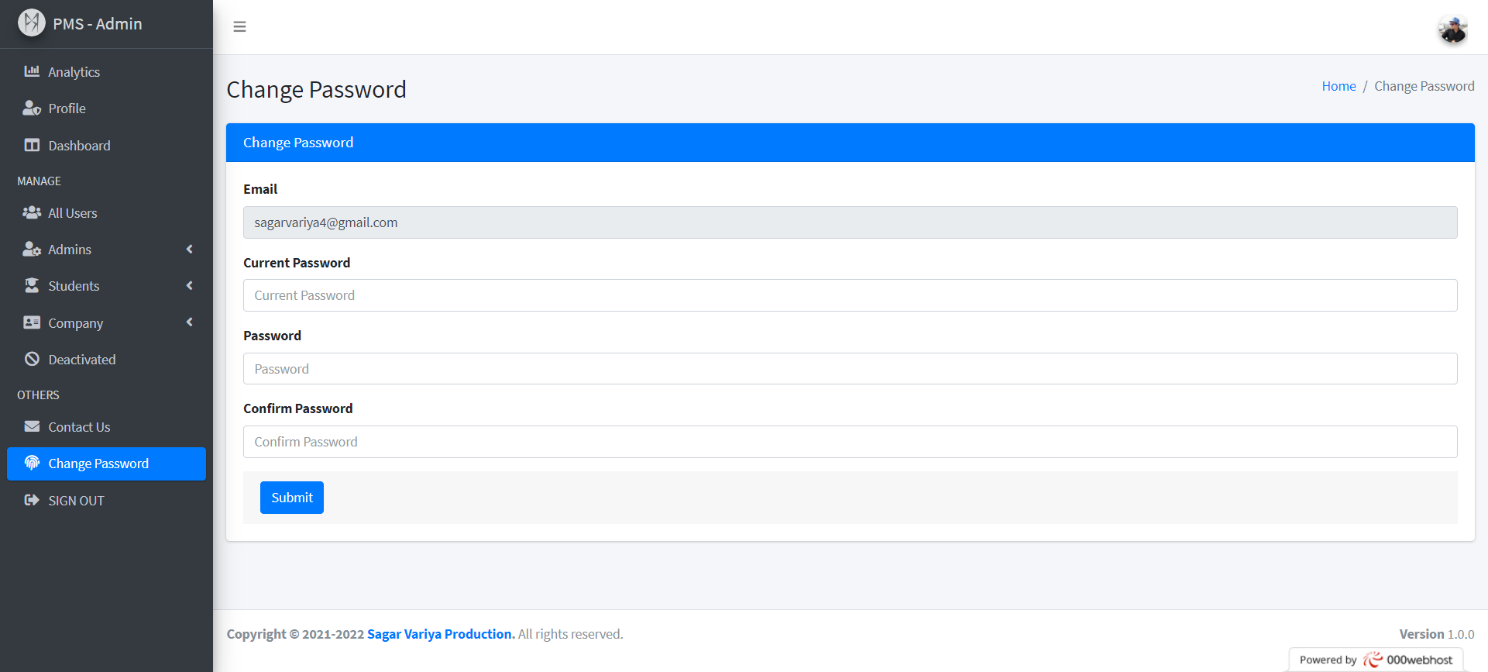 PMS - Admin
Analytics
Profile
Dashboard
MANAGE
All Users
Admins
Students
Company
Deactivated
OTHERS
Contact Us
Change Password
SIGN OUT
Change Password
Home / Change Password
Change Password
Email
sagarvariya4@gmail.com
Current Password
Current Password
Password
Password
Confirm Password
Confirm Password
Submit
Copyright © 2021-2022 Sagar Variya Production. All rights reserved.
Version 1.0.0
Powered by 000webhost